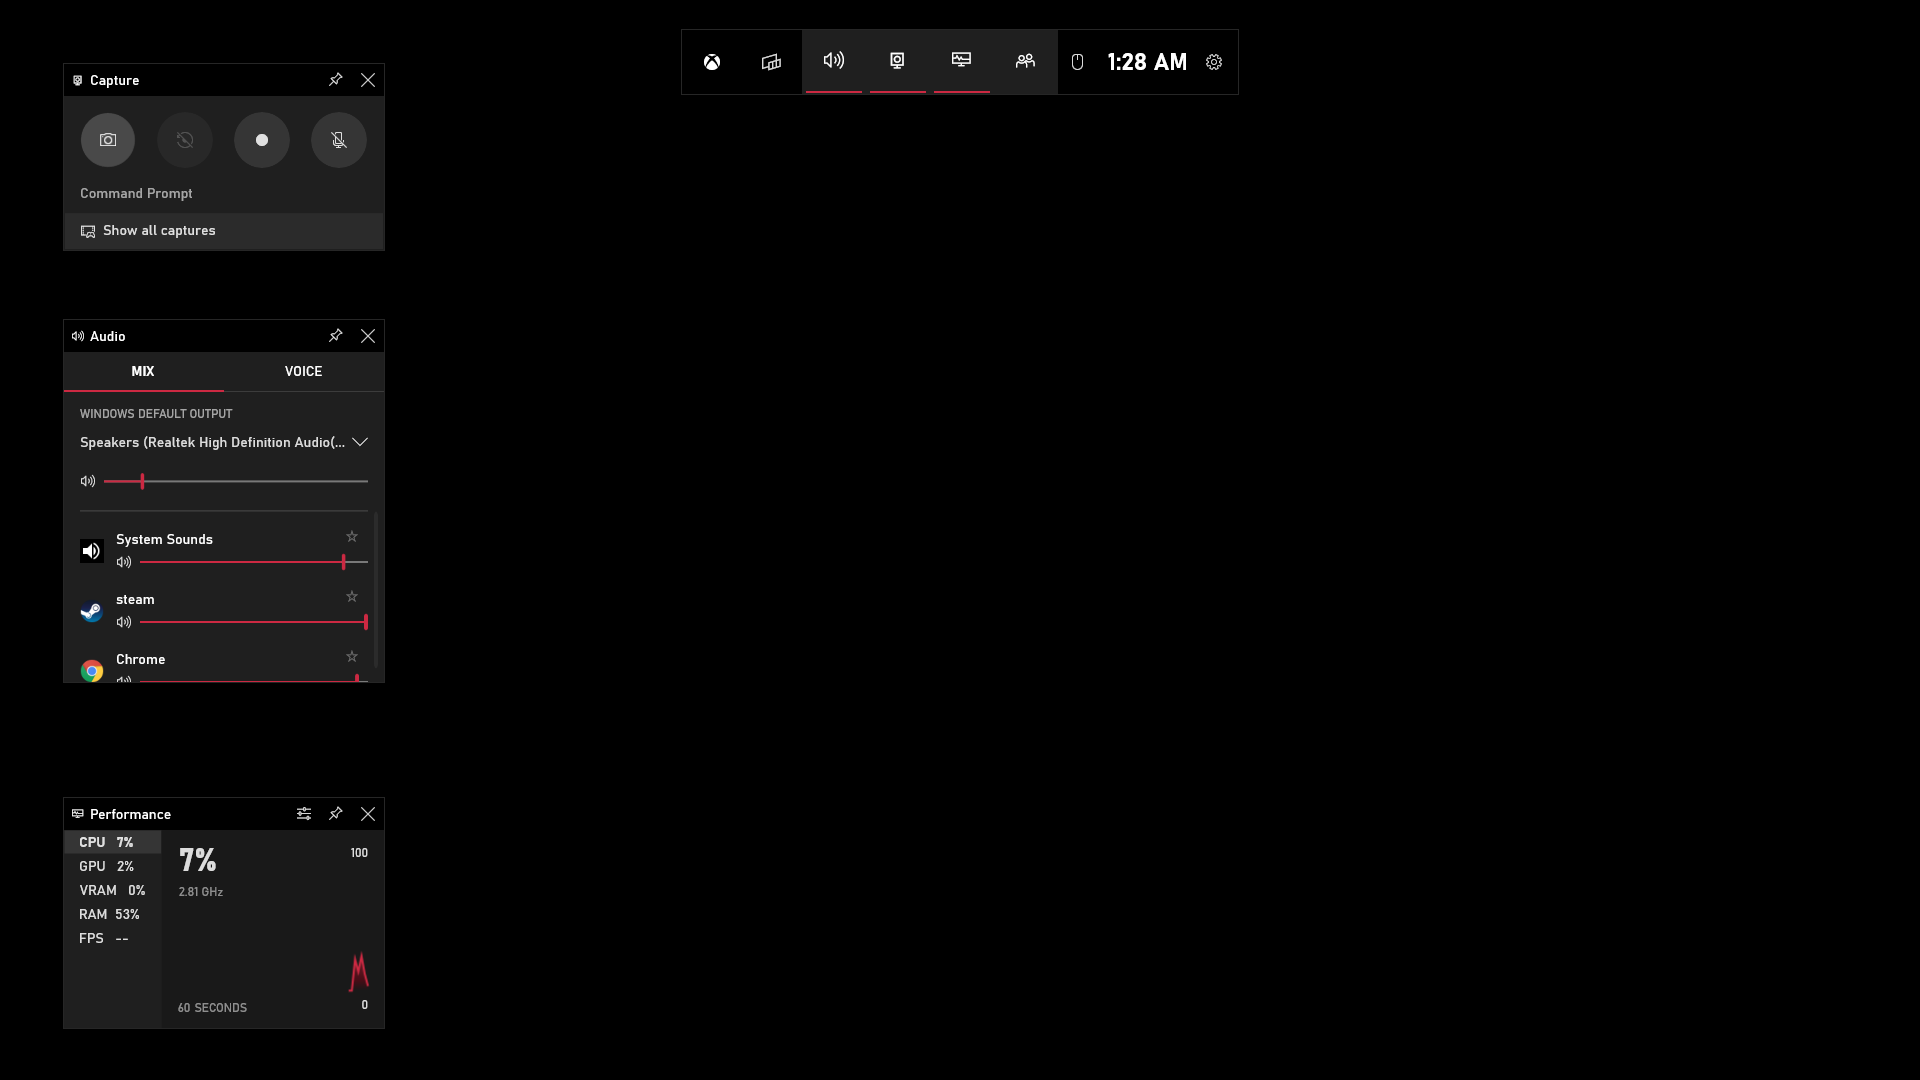 1:28 AM
Capture
Command Prompt
Show all captures
Audio
MIX VOICE
WINDOWS DEFAULT OUTPUT
Speakers (Realtek High Definition Audio(...
System Sounds
steam
Chrome
Performance
CPU 7%
GPU 2%
VRAM 0%
RAM 53%
FPS --
7%
100
2.81 GHz
60 SECONDS
0